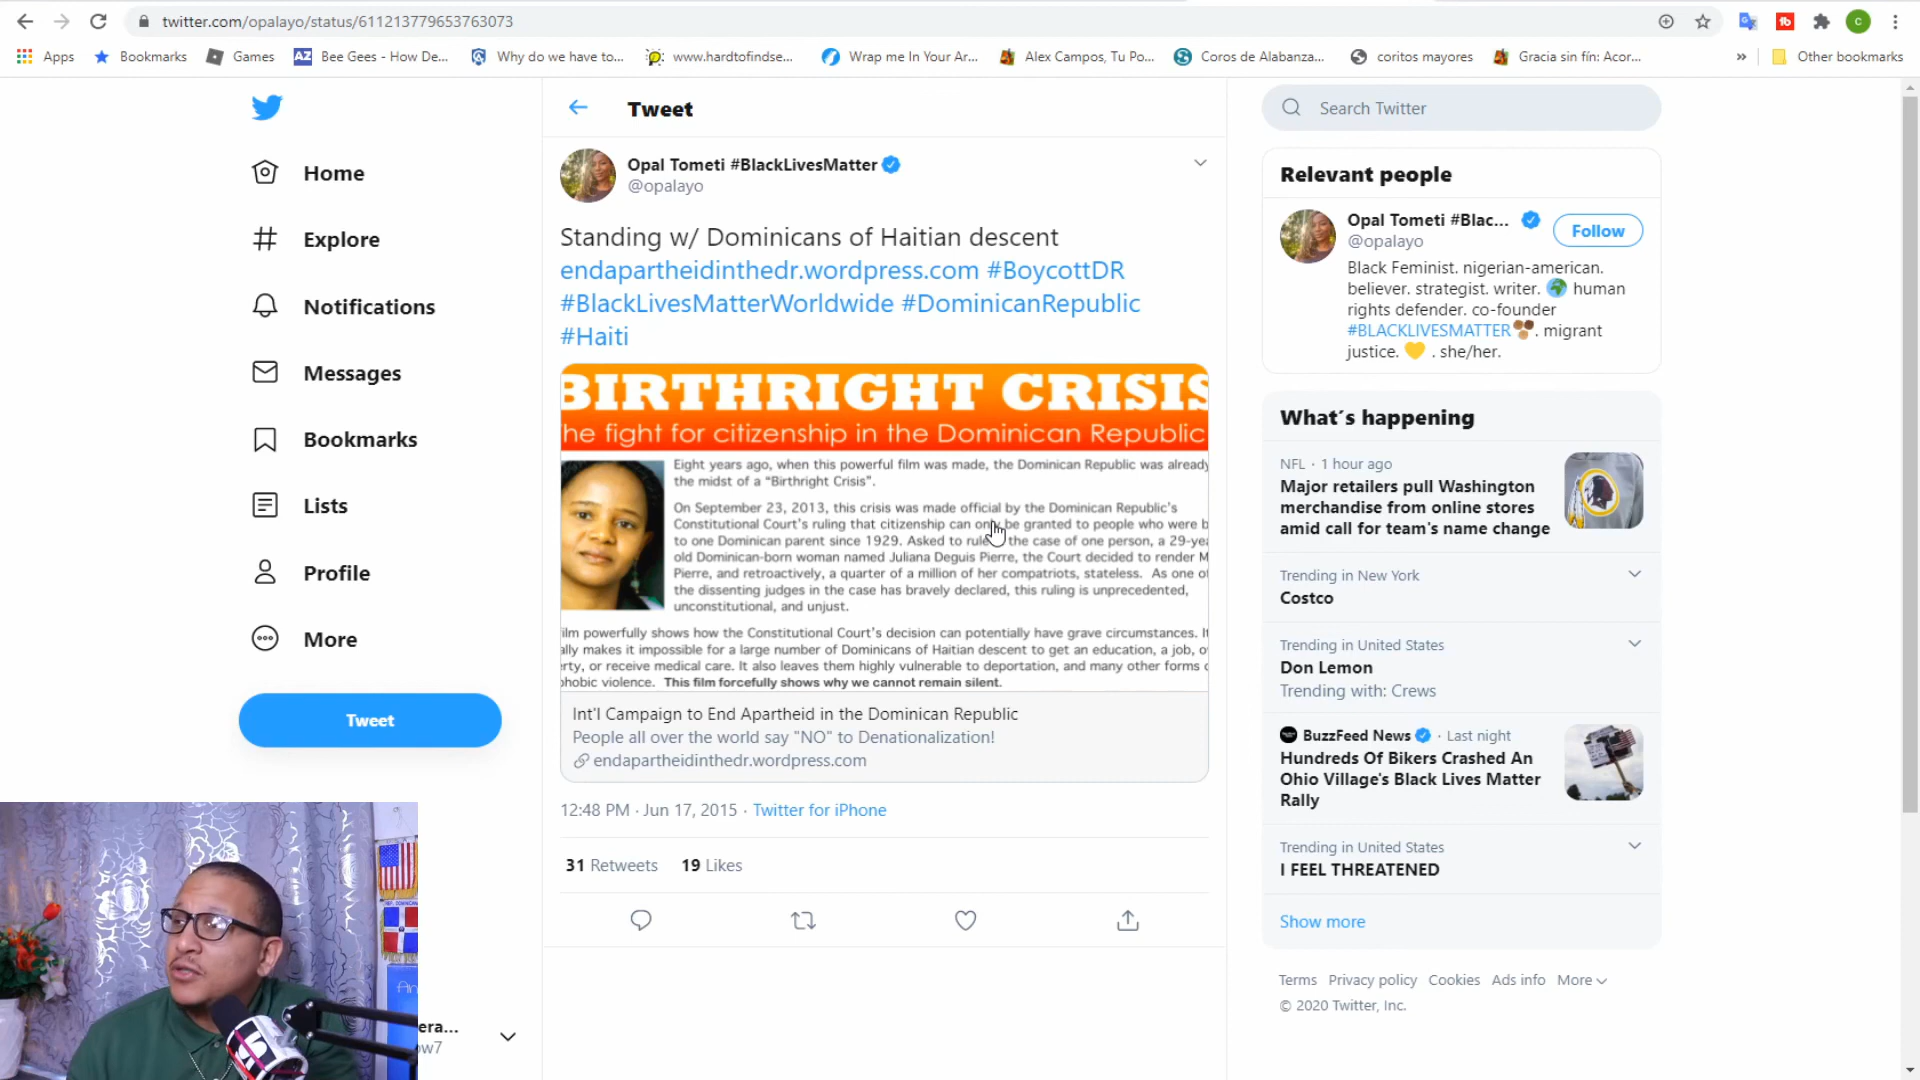 twitter.com/opalayo/status/611213779653763073
Apps
Bookmarks
Games
AZ
Bee Gees - How De...
Why do we have to...
www.hardtofindse...
Wrap me In Your Ar...
Alex Campos, Tu Po...
Coros de Alabanza...
coritos mayores
Gracia sin fín: Acor...
»
Other bookmarks
Home
Explore
Notifications
Messages
Bookmarks
Lists
Profile
More
Tweet
era...
ow7
Tweet
Opal Tometi #BlackLivesMatter
@opalayo
Standing w/ Dominicans of Haitian descent
endapartheidinthedr.wordpress.com #BoycottDR
#BlackLivesMatterWorldwide #DominicanRepublic
#Haiti
BIRTHRIGHT CRISIS
he fight for citizenship in the Dominican Republic
Eight years ago, when this powerful film was made, the Dominican Republic was already
the midst of a "Birthright Crisis".
On September 23, 2013, this crisis was made official by the Dominican Republic's
Constitutional Court's ruling that citizenship can only be granted to people who were b
to one Dominican parent since 1929. Asked to rule the case of one person, a 29-yea
old Dominican-born woman named Juliana Deguis Pierre, the Court decided to render M
Pierre, and retroactively, a quarter of a million of her compatriots, stateless. As one of
the dissenting judges in the case has bravely declared, this ruling is unprecedented,
unconstitutional, and unjust.
ilm powerfully shows how the Constitutional Court's decision can potentially have grave circumstances. It
ally makes it impossible for a large number of Dominicans of Haitian descent to get an education, a job, o
rty, or receive medical care. It also leaves them highly vulnerable to deportation, and many other forms o
phobic violence. This film forcefully shows why we cannot remain silent.
Int'l Campaign to End Apartheid in the Dominican Republic
People all over the world say "NO" to Denationalization!
endapartheidinthedr.wordpress.com
12:48 PM · Jun 17, 2015 · Twitter for iPhone
31 Retweets 19 Likes
Search Twitter
Relevant people
Opal Tometi #Blac...
@opalayo
Follow
Black Feminist. nigerian-american.
believer. strategist. writer. human
rights defender. co-founder
#BLACKLIVESMATTER . migrant
justice. . she/her.
What's happening
NFL · 1 hour ago
Major retailers pull Washington
merchandise from online stores
amid call for team's name change
Trending in New York
Costco
Trending in United States
Don Lemon
Trending with: Crews
BuzzFeed News · Last night
Hundreds Of Bikers Crashed An
Ohio Village's Black Lives Matter
Rally
Trending in United States
I FEEL THREATENED
Show more
Terms Privacy policy Cookies Ads info More
© 2020 Twitter, Inc.